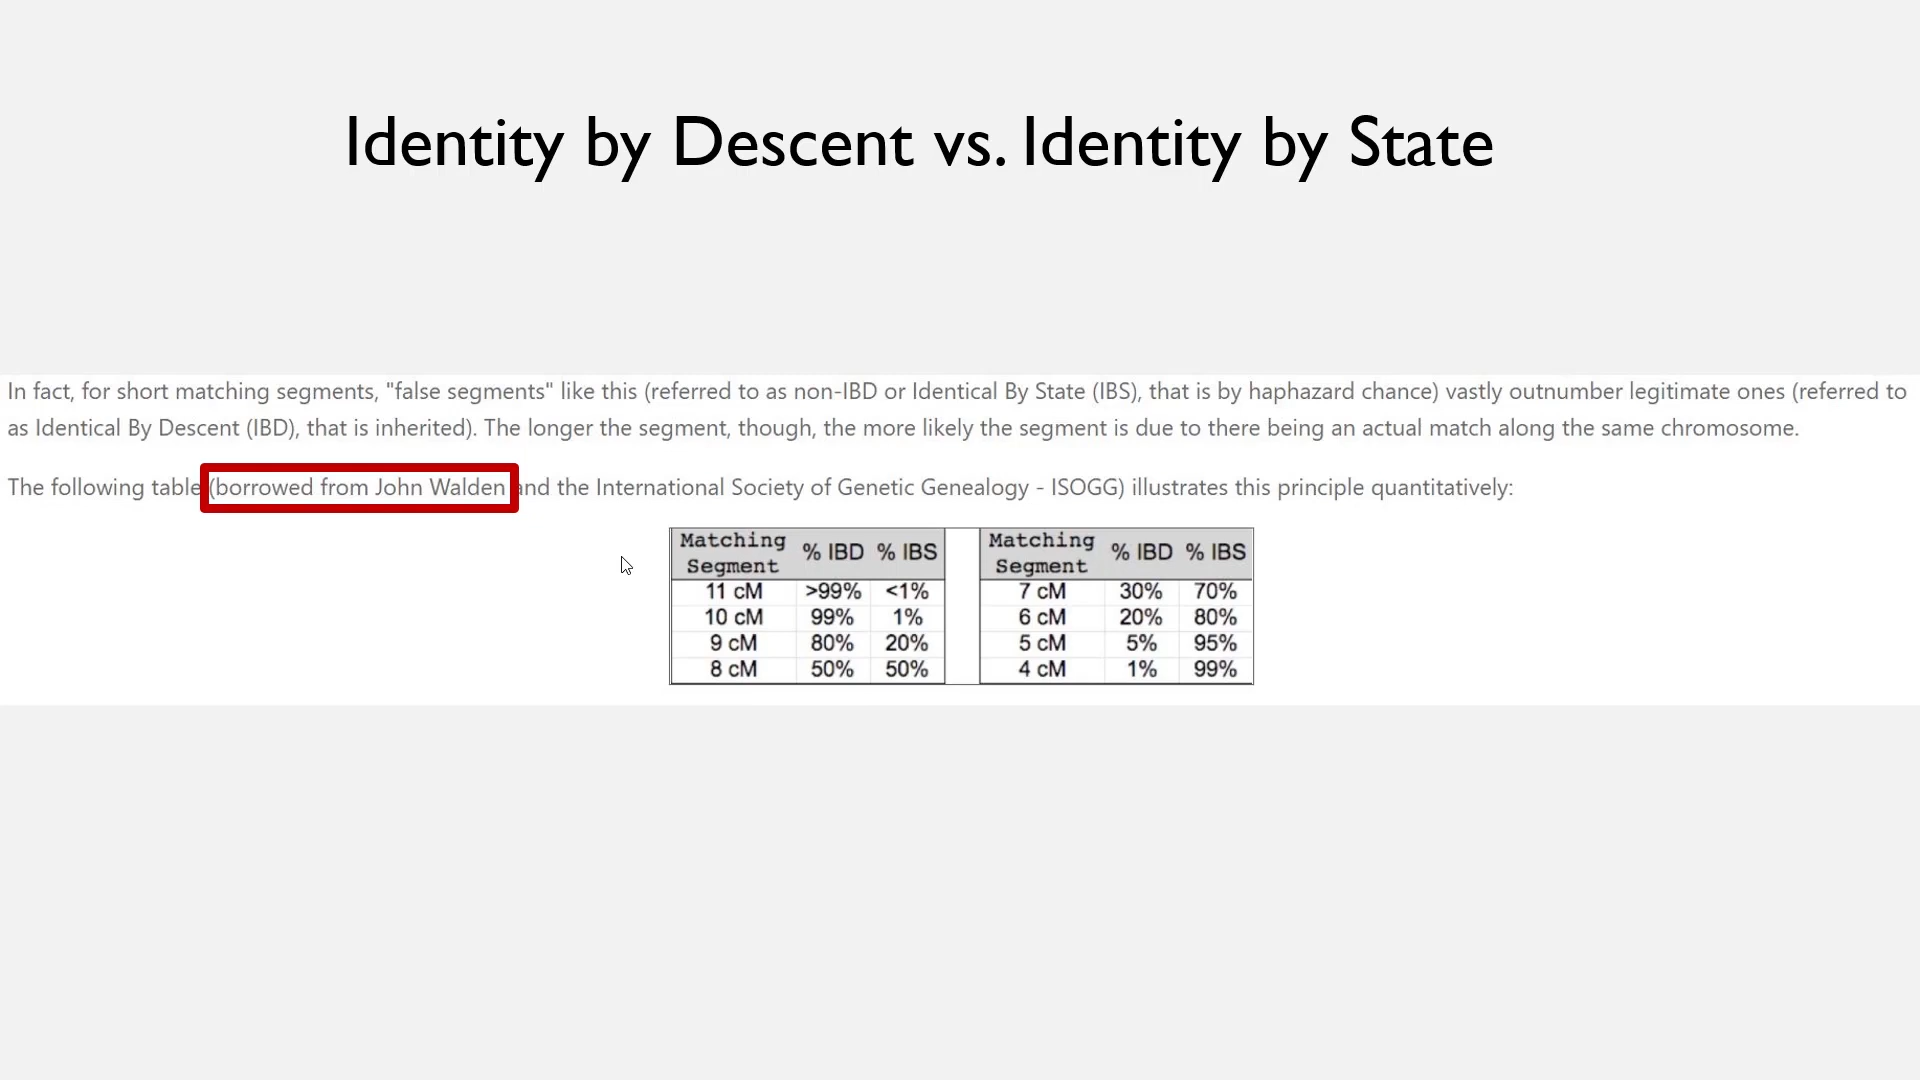 Identity by Descent vs. Identity by State
In fact, for short matching segments, "false segments" like this (referred to as non-IBD or Identical By State (IBS), that is by haphazard chance) vastly outnumber legitimate ones (referred to
as Identical By Descent (IBD), that is inherited). The longer the segment, though, the more likely the segment is due to there being an actual match along the same chromosome.
The following table (borrowed from John Walden and the International Society of Genetic Genealogy - ISOGG) illustrates this principle quantitatively:
Matching Segment % IBD % IBS
11 cM >99% <1%
10 cM 99% 1%
9 cM 80% 20%
8 cM 50% 50%
Matching Segment % IBD % IBS
7 cM 30% 70%
6 cM 20% 80%
5 cM 5% 95%
4 cM 1% 99%